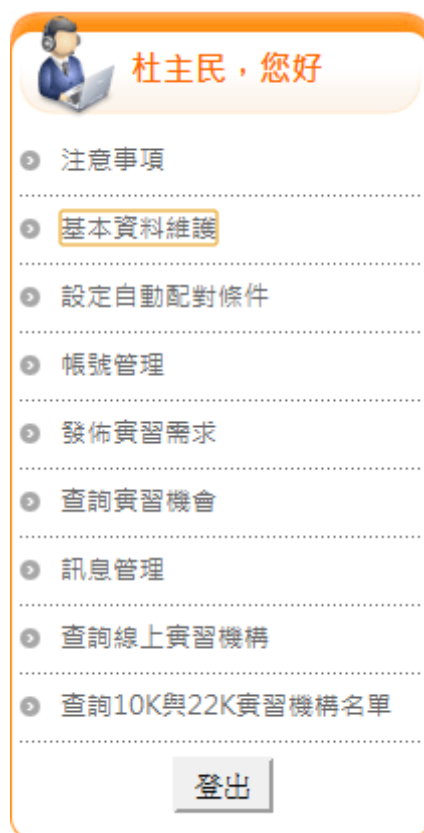 杜主民，您好
注意事項
基本資料維護
設定自動配對條件
帳號管理
發佈實習需求
查詢實習機會
訊息管理
查詢線上實習機構
查詢10K與22K實習機構名單
登出